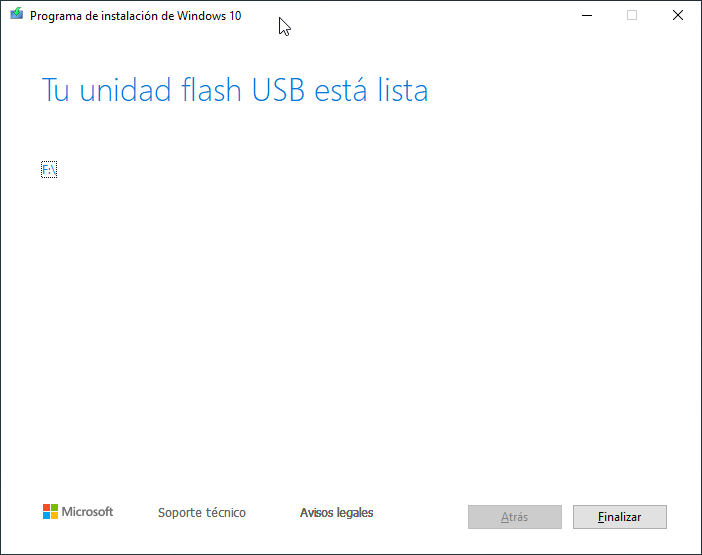 Programa de instalación de Windows 10
Tu unidad flash USB está lista
F:\
Microsoft
Soporte técnico
Avisos legales
Atrás
Finalizar